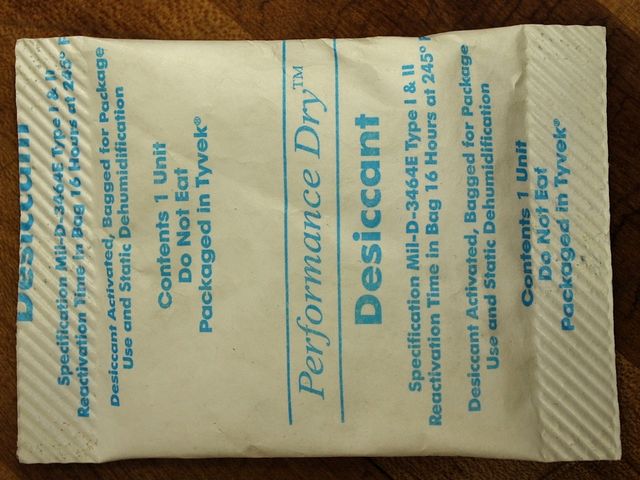 Desiccant
Specification Mil-D-3464E Type I & II
Reactivation Time in Bag 16 Hours at 245° F
Desiccant Activated, Bagged for Package
Use and Static Dehumidification
Contents 1 Unit
Do Not Eat
Packaged in Tyvek®
Performance Dry™
Desiccant
Specification Mil-D-3464E Type I & II
Reactivation Time in Bag 16 Hours at 245° F
Desiccant Activated, Bagged for Package
Use and Static Dehumidification
Contents 1 Unit
Do Not Eat
Packaged in Tyvek®